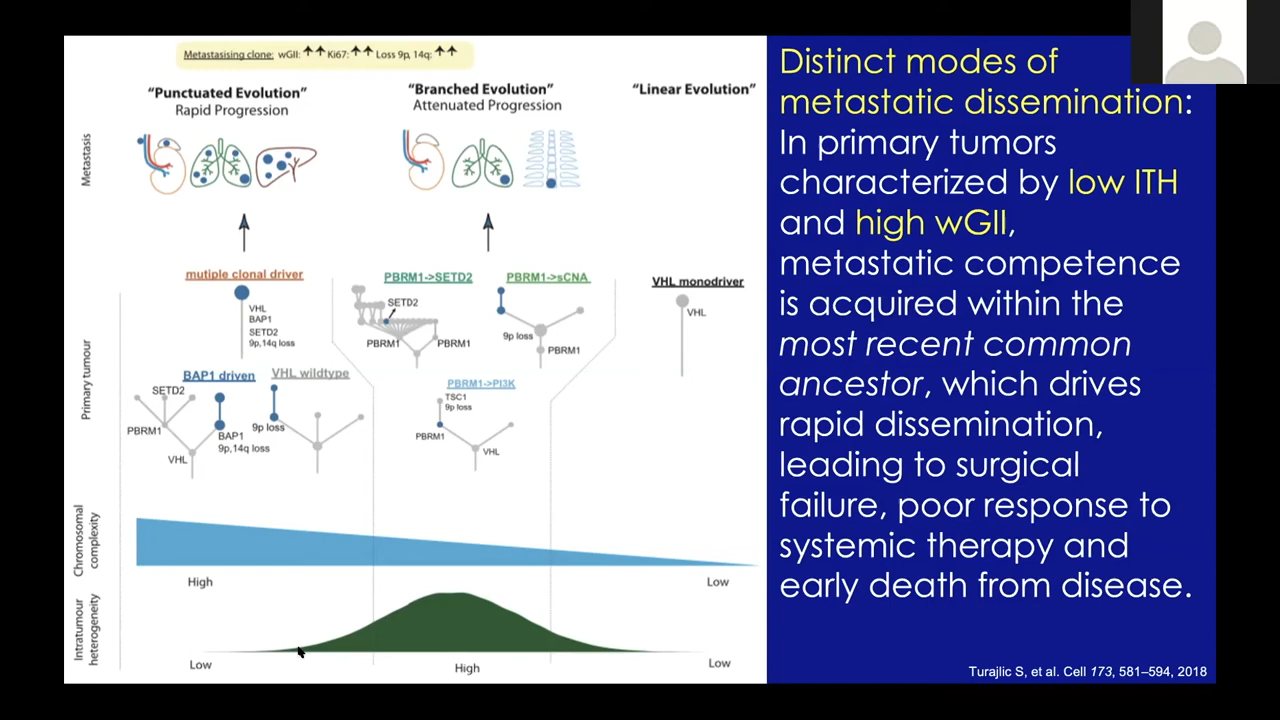 Metastasising clone: wGII: Ki67: Loss 9p, 14q:
"Punctuated Evolution"
Rapid Progression
"Branched Evolution"
Attenuated Progression
"Linear Evolution"
Metastasis
mutiple clonal driver
VHL
BAP1
SETD2
9p,14q loss
BAP1 driven
SETD2
PBRM1
BAP1
9p,14q loss
VHL
VHL wildtype
9p loss
PBRM1->SETD2
SETD2
PBRM1
PBRM1
PBRM1->sCNA
9p loss
PBRM1
PBRM1->PI3K
TSC1
9p loss
PBRM1
VHL
VHL monodriver
VHL
Primary tumour
Chromosomal
complexity
High
Low
Intratumour
heterogeneity
Low
High
Low
Distinct modes of
metastatic dissemination:
In primary tumors
characterized by low ITH
and high wGII,
metastatic competence
is acquired within the
most recent common
ancestor, which drives
rapid dissemination,
leading to surgical
failure, poor response to
systemic therapy and
early death from disease.
Turajlic S, et al. Cell 173, 581–594, 2018